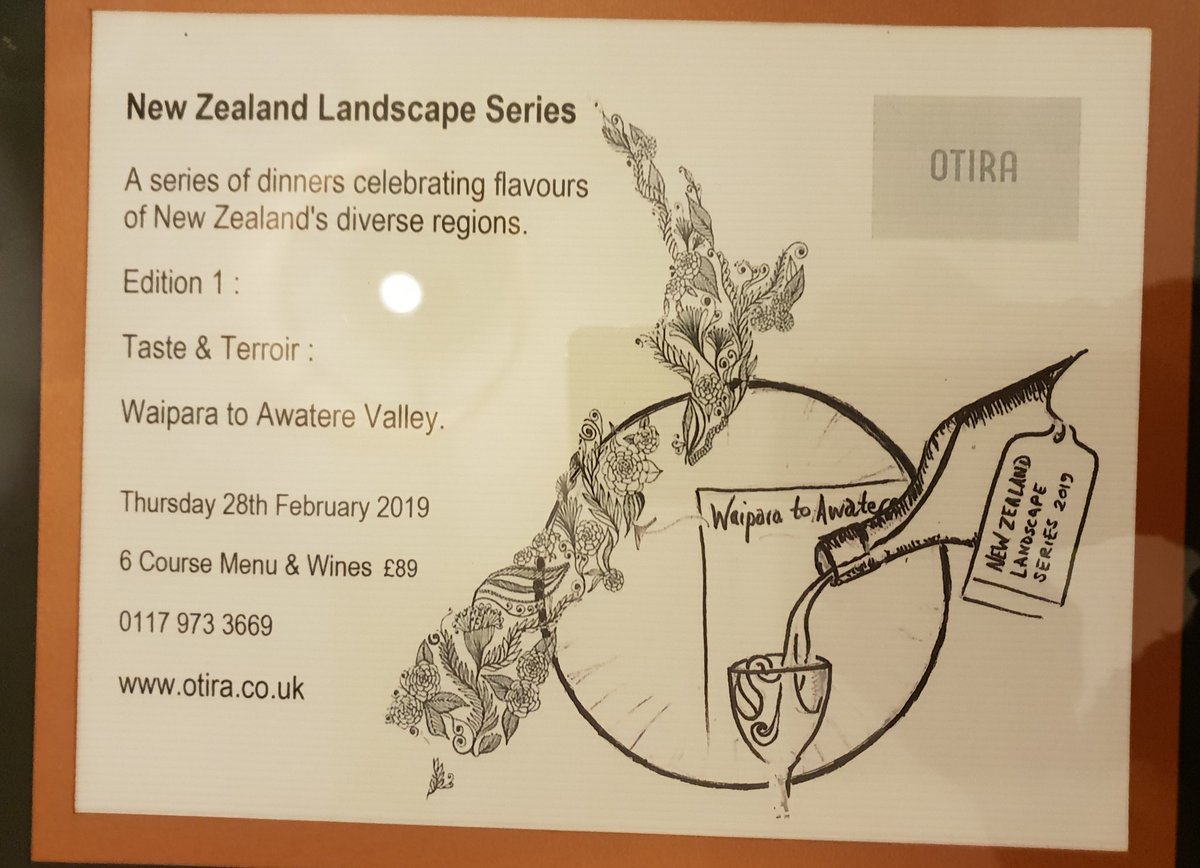 New Zealand Landscape Series
A series of dinners celebrating flavours
of New Zealand's diverse regions.
Edition 1 :
Taste & Terroir :
Waipara to Awatere Valley.
Thursday 28th February 2019
6 Course Menu & Wines £89
0117 973 3669
www.otira.co.uk
OTIRA
Waipara to Awatere
NEW ZEALAND
LANDSCAPE
SERIES 2019